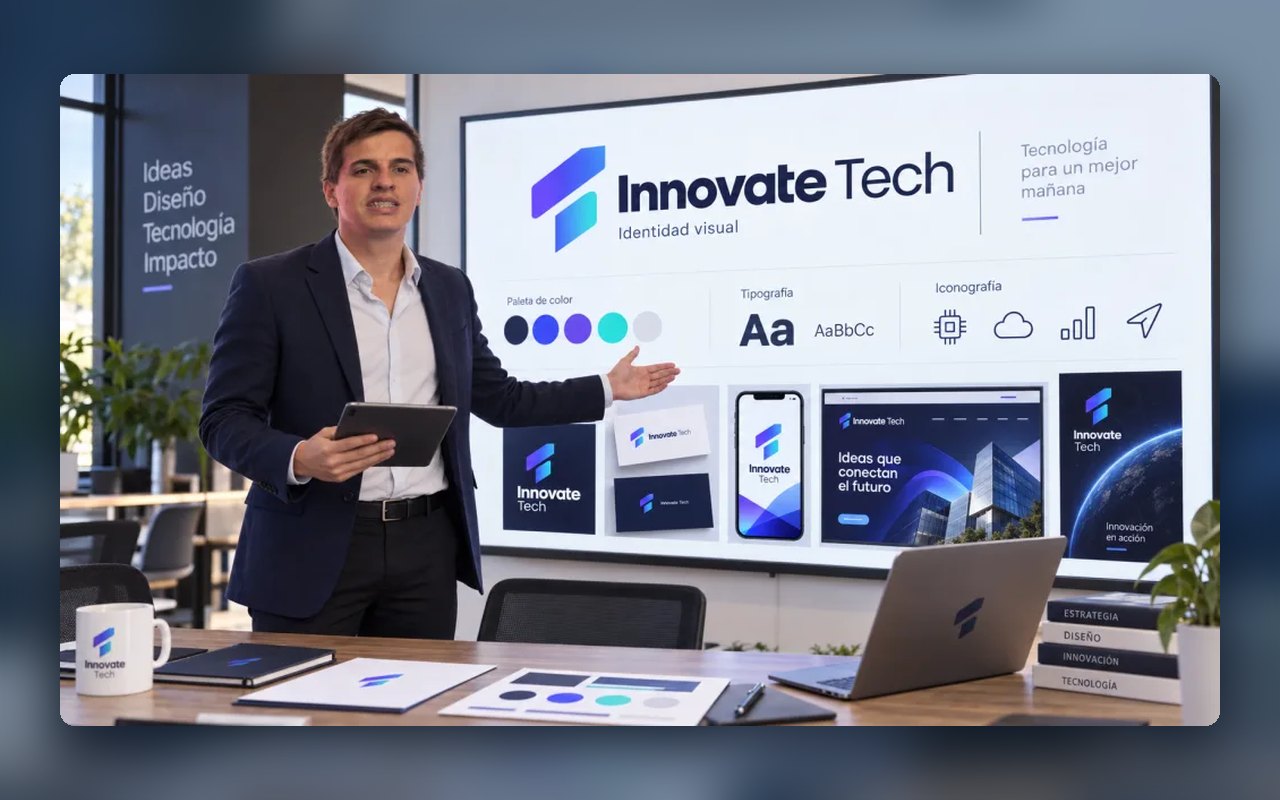 Ideas
Diseño
Tecnología
Impacto
Innovate Tech
Identidad visual
Tecnología
para un mejor
mañana
Paleta de color
Tipografía
Aa
AaBbCc
Iconografía
Innovate
Tech
Innovate Tech
Innovate Tech
Innovate
Tech
Innovate Tech
Ideas que
conectan
el futuro
Innovate
Tech
Innovación
en acción
Innovate
Tech
ESTRATEGIA
DISEÑO
INNOVACIÓN
TECNOLOGÍA